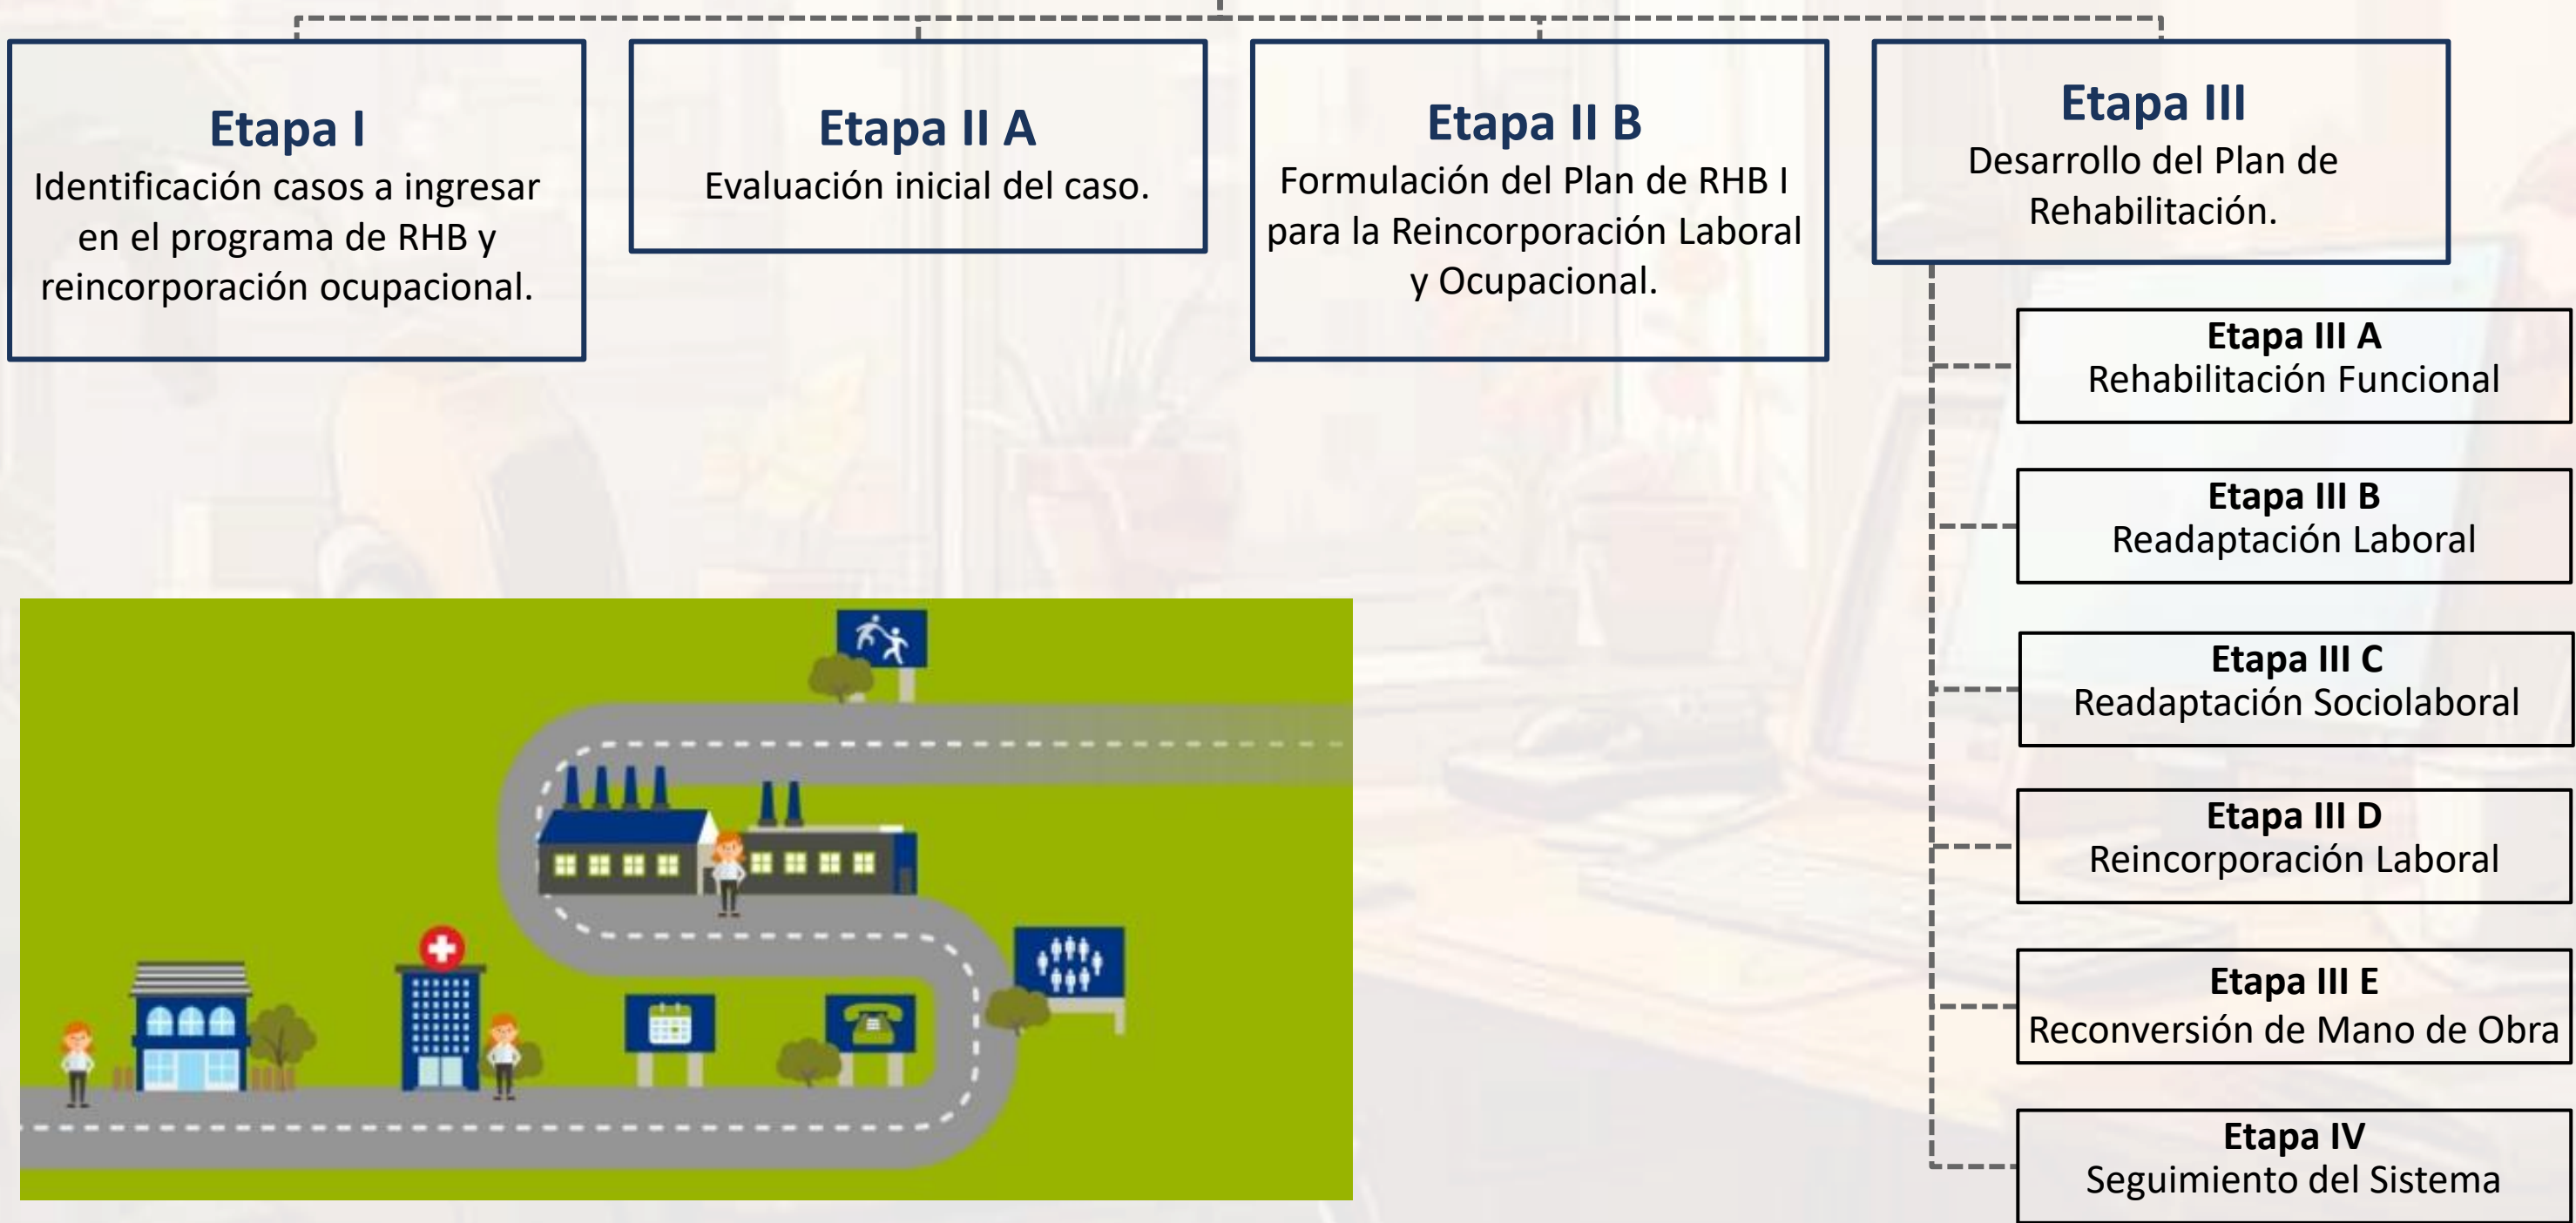 Etapa I
Identificación casos a ingresar
en el programa de RHB y
reincorporación ocupacional.
Etapa II A
Evaluación inicial del caso.
Etapa II B
Formulación del Plan de RHB I
para la Reincorporación Laboral
y Ocupacional.
Etapa III
Desarrollo del Plan de
Rehabilitación.
Etapa III A
Rehabilitación Funcional
Etapa III B
Readaptación Laboral
Etapa III C
Readaptación Sociolaboral
Etapa III D
Reincorporación Laboral
Etapa III E
Reconversión de Mano de Obra
Etapa IV
Seguimiento del Sistema